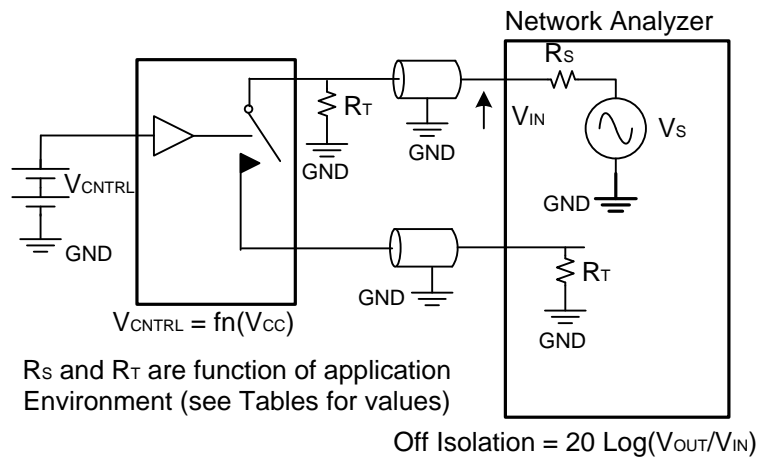 Network Analyzer
RS
RT
GND
GND
VIN
VS
GND
VCNTRL
GND
GND
RT
GND
VCNTRL = fn(VCC)
RS and RT are function of application
Environment (see Tables for values)
Off Isolation = 20 Log(VOUT/VIN)